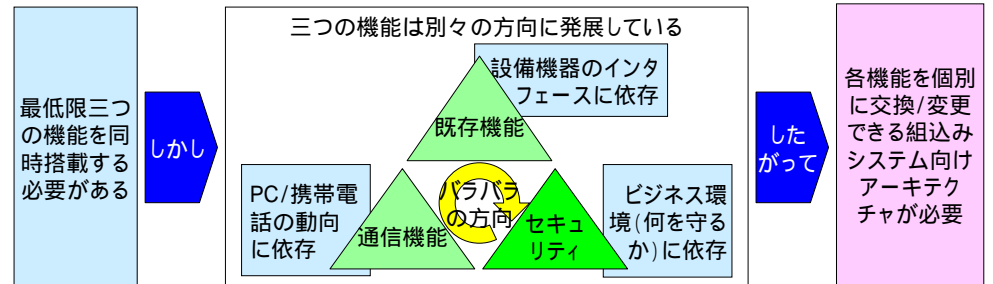 最低限三つ
の機能を同
時搭載する
必要がある
しかし
三つの機能は別々の方向に発展している
設備機器のインタ
フェースに依存
既存機能
PC/携帯電
話の動向
に依存
通信機能
バラバラ
の方向
セキュ
リティ
ビジネス環
境(何を守る
か)に依存
した
がって
各機能を個別
に交換/変更
できる組込み
システム向け
アーキテク
チャが必要